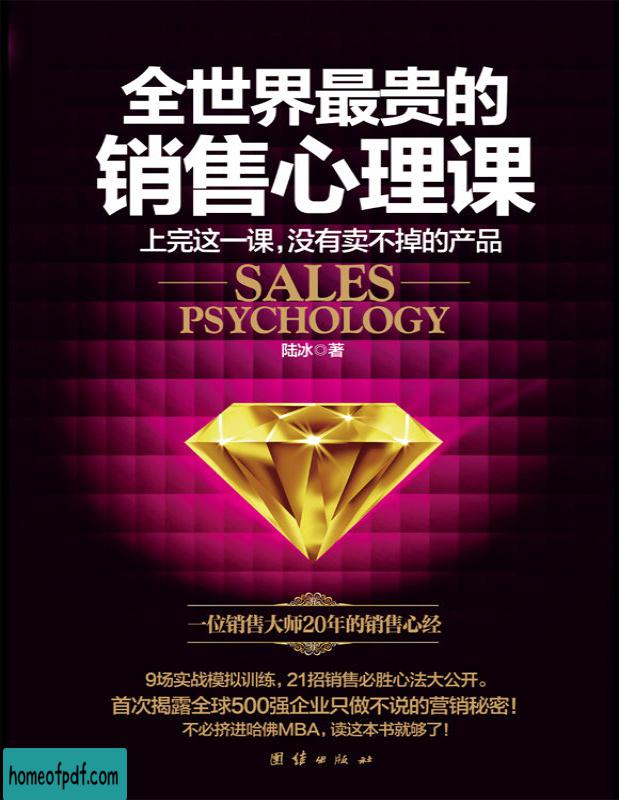 全世界最贵的
销售心理课
上完这一课，没有卖不掉的产品
SALES
PSYCHOLOGY
陆冰◎著
一位销售大师20年的销售心经
9场实战模拟训练，21招销售必胜心法大公开。
首次揭露全球500强企业只做不说的营销秘密！
不必挤进哈佛MBA，读这本书就够了！
团结出版社
homeofpdf.com